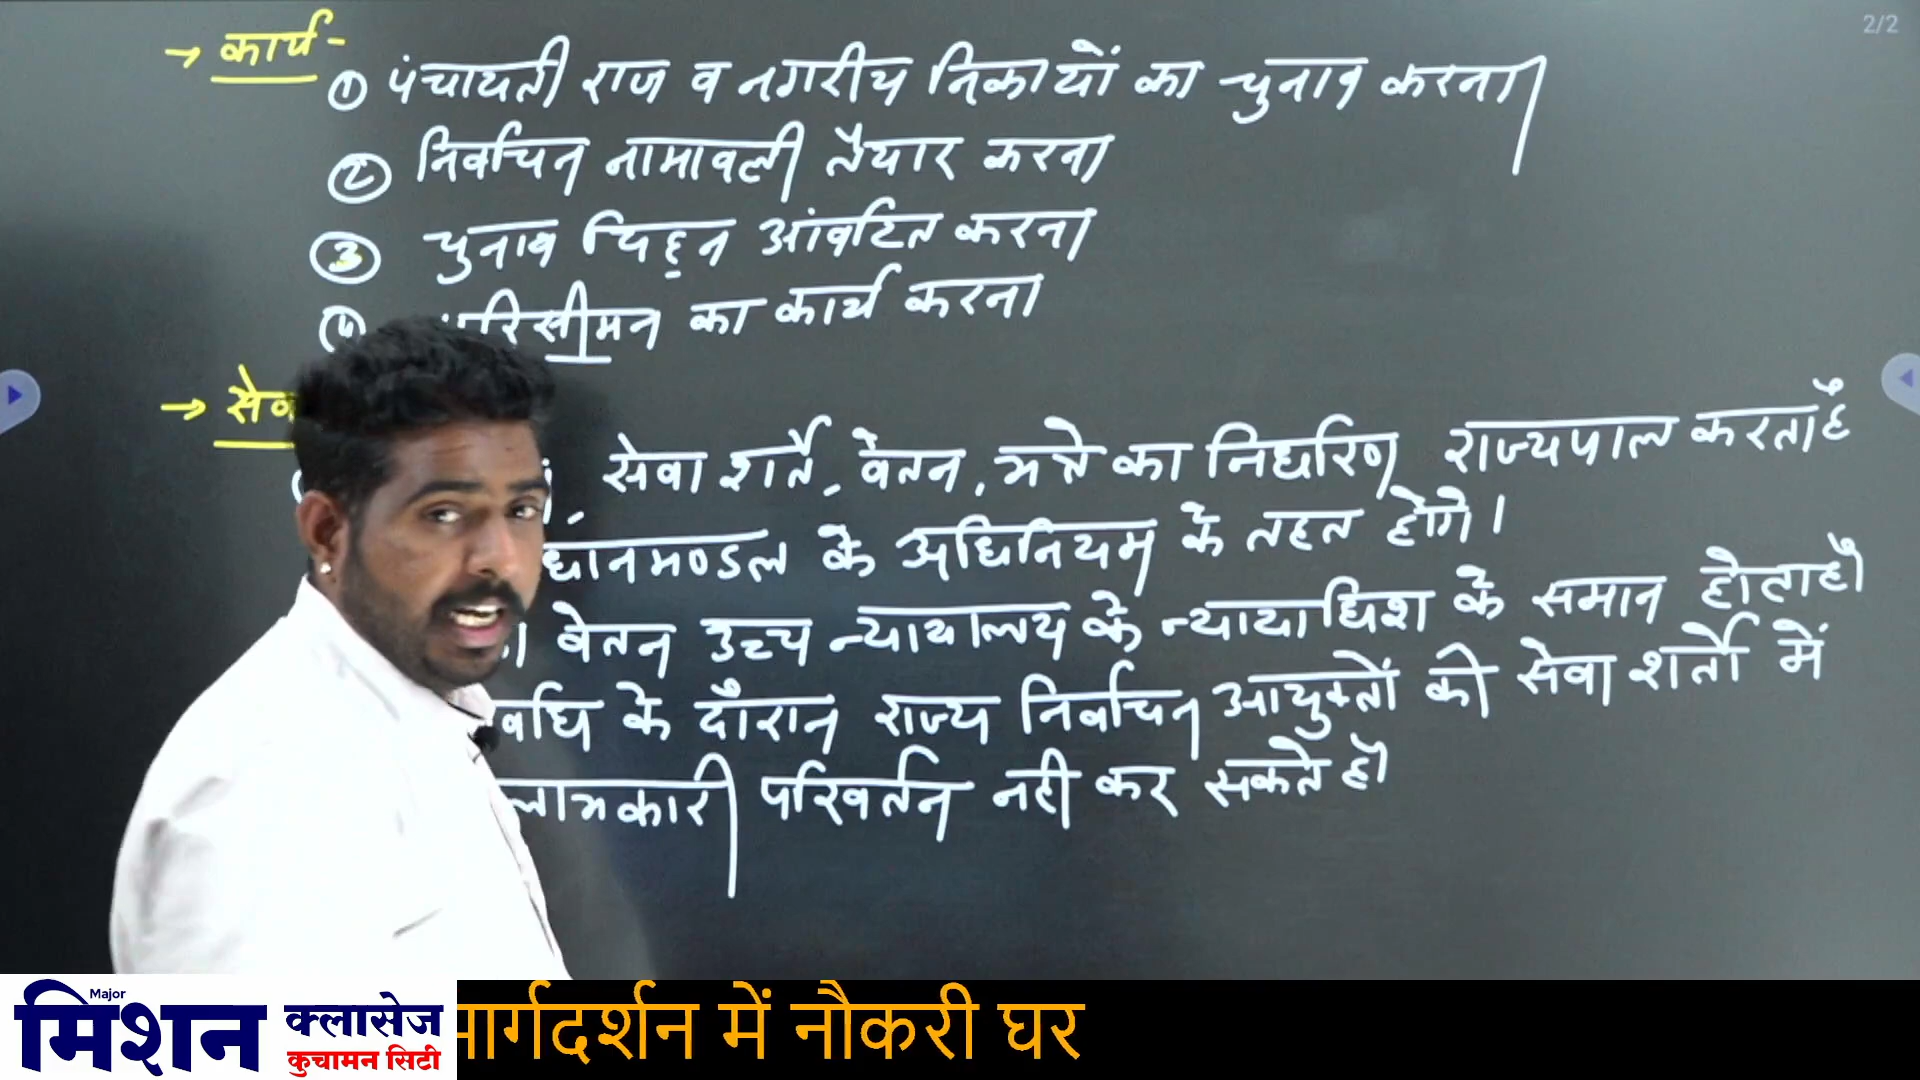 2/2
→ कार्य-
① पंचायती राज व नगरीय निकायों का चुनाव करना
② निर्वाचन नामावली तैयार करना
③ चुनाव चिह्न आंवटित करना
④ परिसीमन का कार्य करना
→ सेवा
सेवा शर्ते, वेतन, भत्ते का निर्धारण राज्यपाल करता है
धानमण्डल के अधिनियम के तहत होंगे।
वेतन उच्च न्यायालय के न्यायाधिश के समान होता है
वधि के दौरान राज्य निर्वाचन आयुक्तों की सेवा शर्तो में
लाभकारी परिवर्तन नही कर सकते है
Major
मिशन क्लासेज
कुचामन सिटी
मार्गदर्शन में नौकरी घर